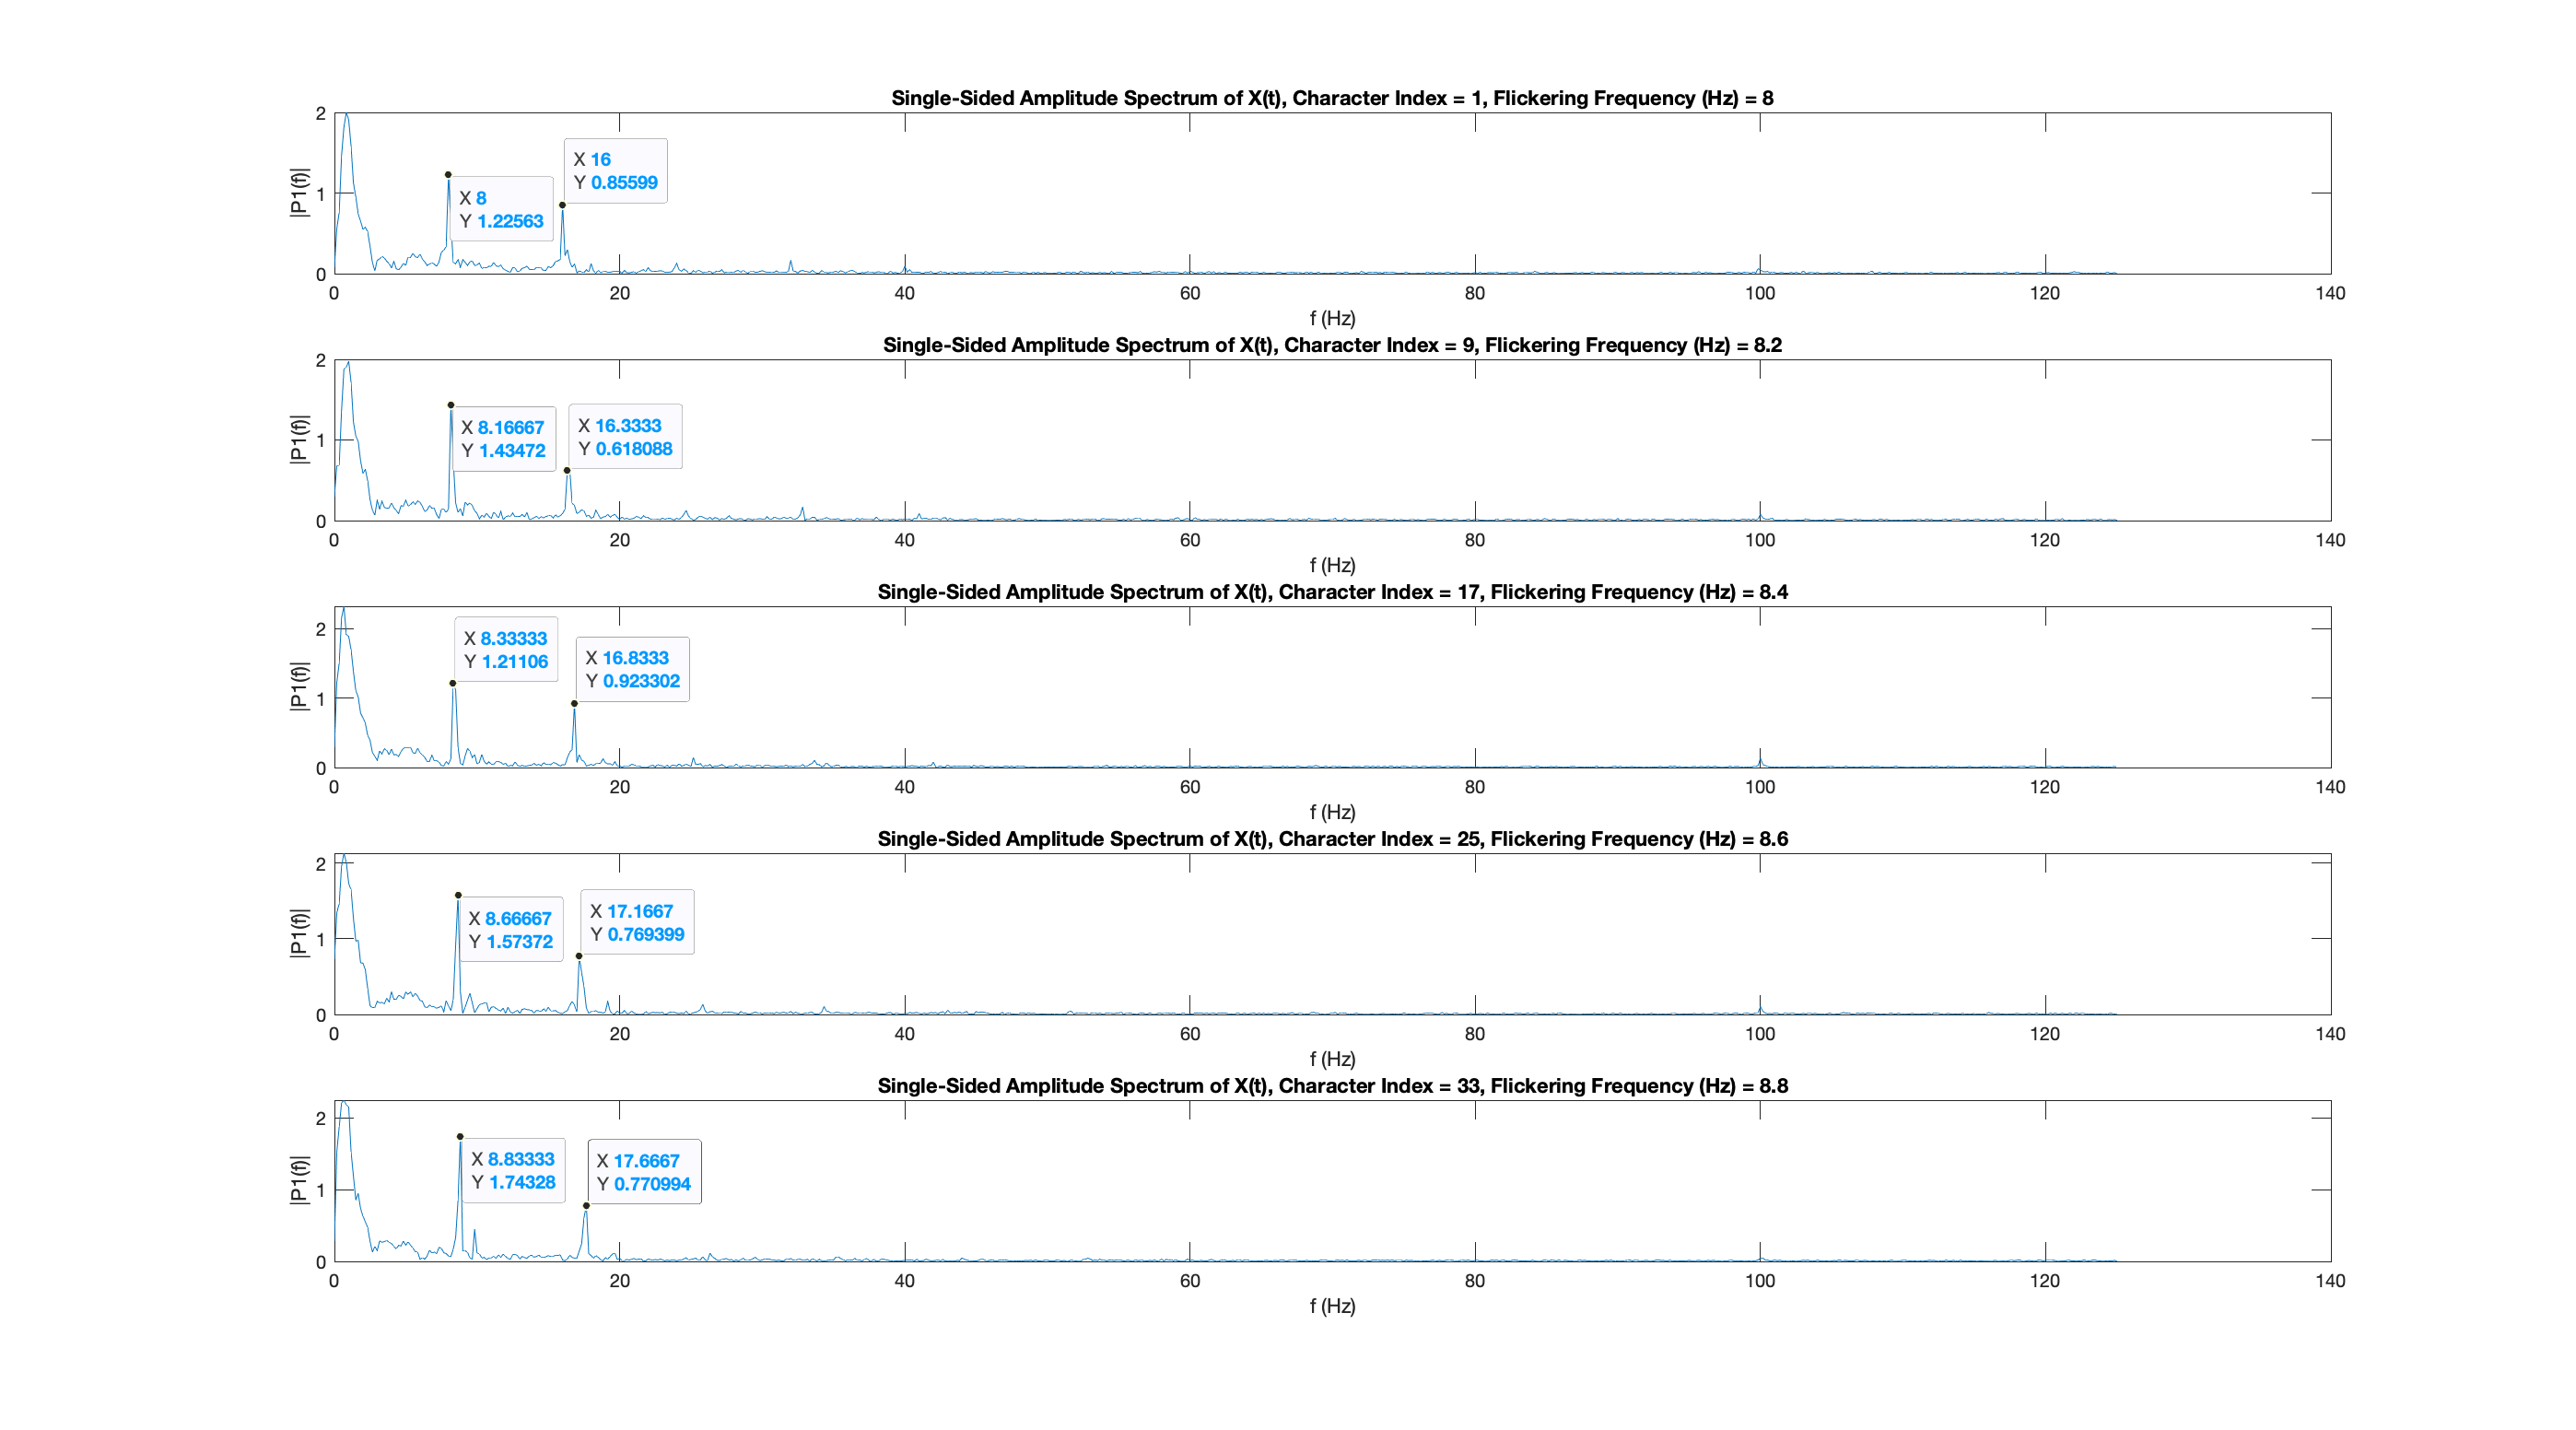 Single-Sided Amplitude Spectrum of X(t), Character Index = 1, Flickering Frequency (Hz) = 8
2
1
0
|P1(f)|
X 8
Y 1.22563
X 16
Y 0.85599
0 20 40 60 80 100 120 140
f (Hz)
Single-Sided Amplitude Spectrum of X(t), Character Index = 9, Flickering Frequency (Hz) = 8.2
2
1
0
|P1(f)|
X 8.16667
Y 1.43472
X 16.3333
Y 0.618088
0 20 40 60 80 100 120 140
f (Hz)
Single-Sided Amplitude Spectrum of X(t), Character Index = 17, Flickering Frequency (Hz) = 8.4
2
1
0
|P1(f)|
X 8.33333
Y 1.21106
X 16.8333
Y 0.923302
0 20 40 60 80 100 120 140
f (Hz)
Single-Sided Amplitude Spectrum of X(t), Character Index = 25, Flickering Frequency (Hz) = 8.6
2
1
0
|P1(f)|
X 8.66667
Y 1.57372
X 17.1667
Y 0.769399
0 20 40 60 80 100 120 140
f (Hz)
Single-Sided Amplitude Spectrum of X(t), Character Index = 33, Flickering Frequency (Hz) = 8.8
2
1
0
|P1(f)|
X 8.83333
Y 1.74328
X 17.6667
Y 0.770994
0 20 40 60 80 100 120 140
f (Hz)